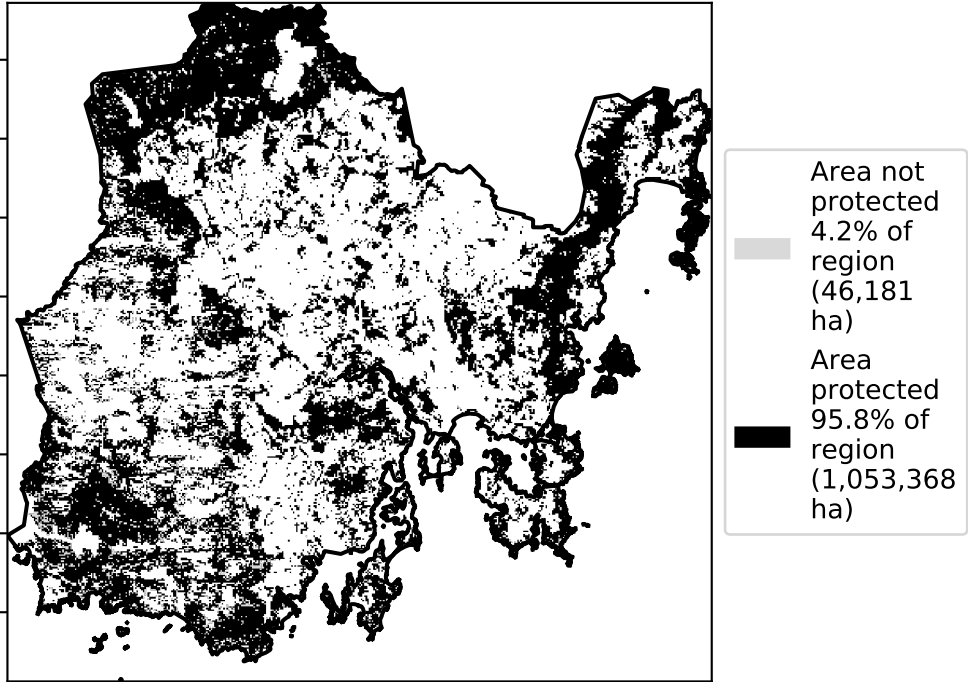 Area not
protected
4.2% of
region
(46,181
ha)
Area
protected
95.8% of
region
(1,053,368
ha)